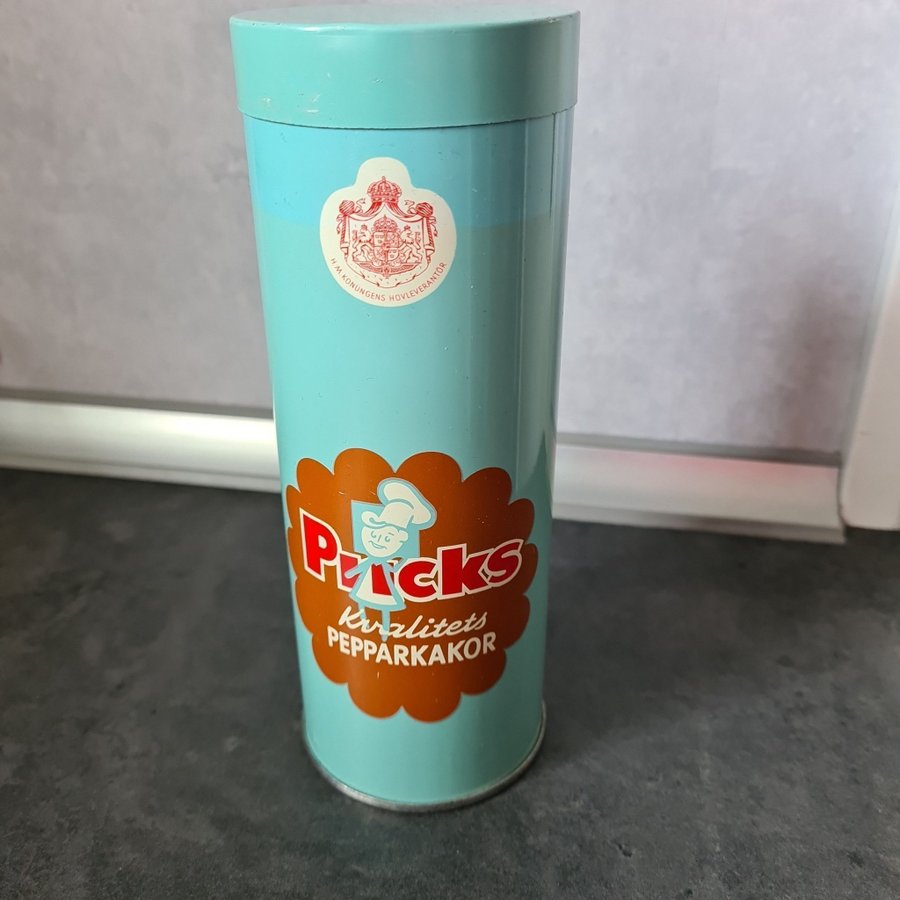 H.M. KONUNGENS HOVLEVERANTÖR
Pucks
Kvalitets
PEPPARKAKOR